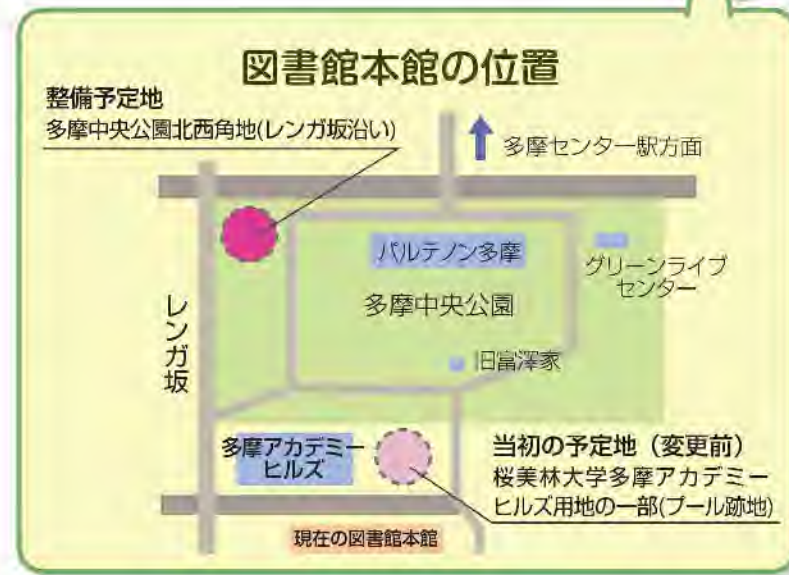 図書館本館の位置
整備予定地
多摩中央公園北西角地(レンガ坂沿い)
多摩センター駅方面
パルテノン多摩
グリーンライブ
センター
多摩中央公園
レンガ坂
旧富澤家
多摩アカデミー
ヒルズ
当初の予定地（変更前）
桜美林大学多摩アカデミー
ヒルズ用地の一部(プール跡地)
現在の図書館本館